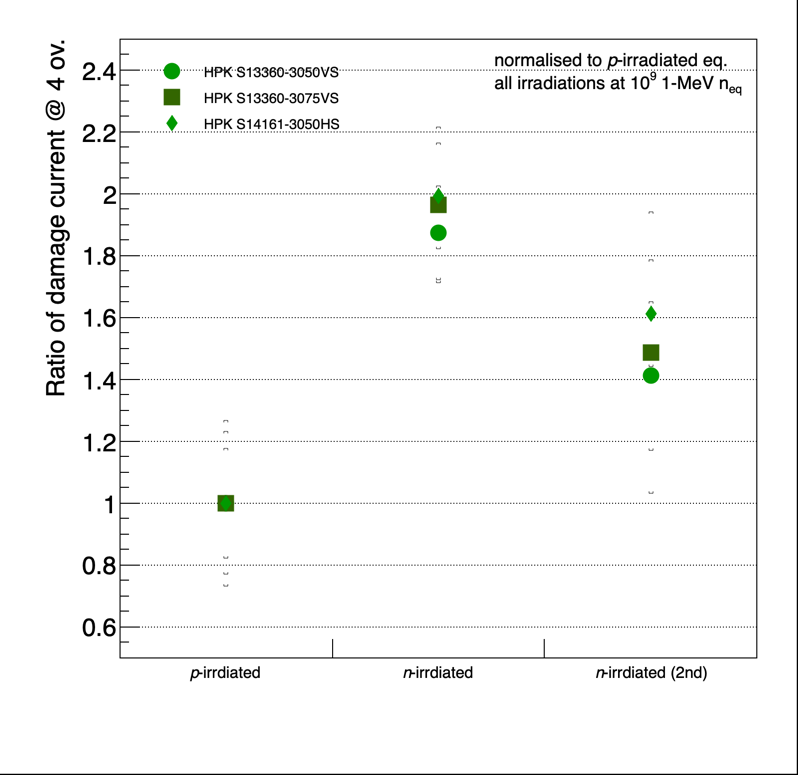 Ratio of damage current @ 4 ov.
2.4
2.2
2
1.8
1.6
1.4
1.2
1
0.8
0.6
HPK S13360-3050VS
HPK S13360-3075VS
HPK S14161-3050HS
normalised to p-irradiated eq.
all irradiations at 10⁹ 1-MeV neq
p-irrdiated
n-irrdiated
n-irrdiated (2nd)